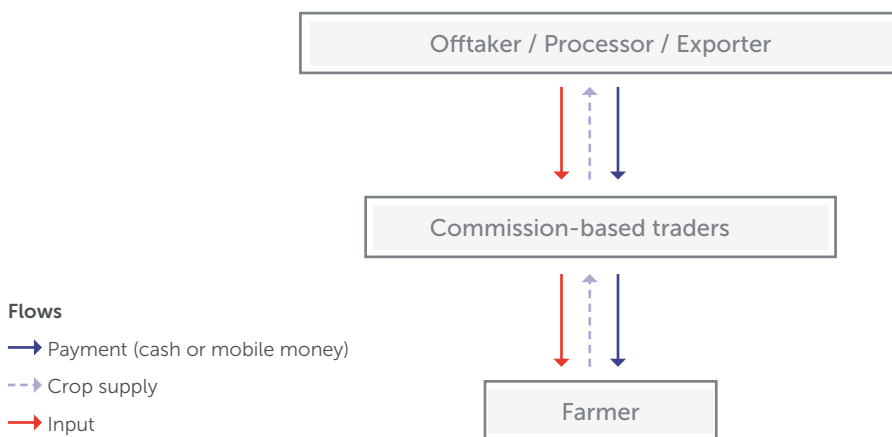 Offtaker / Processor / Exporter
Commission-based traders
Flows
Payment (cash or mobile money)
Crop supply
Input
Farmer